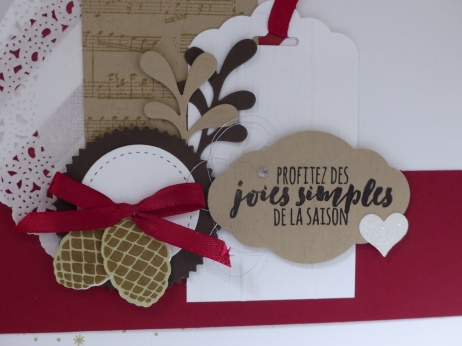 PROFITEZ DES
joies simples
DE LA SAISON